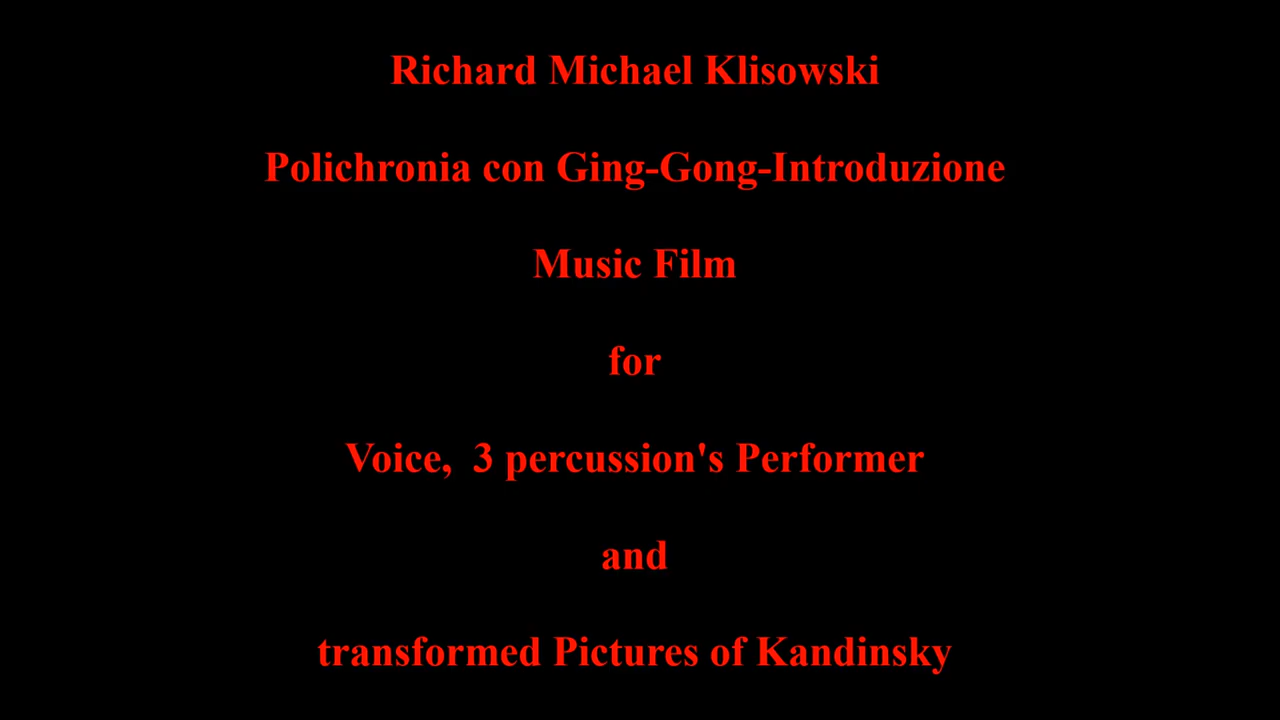 Richard Michael Klisowski
Polichronia con Ging-Gong-Introduzione
Music Film
for
Voice,  3 percussion's Performer
and
transformed Pictures of Kandinsky